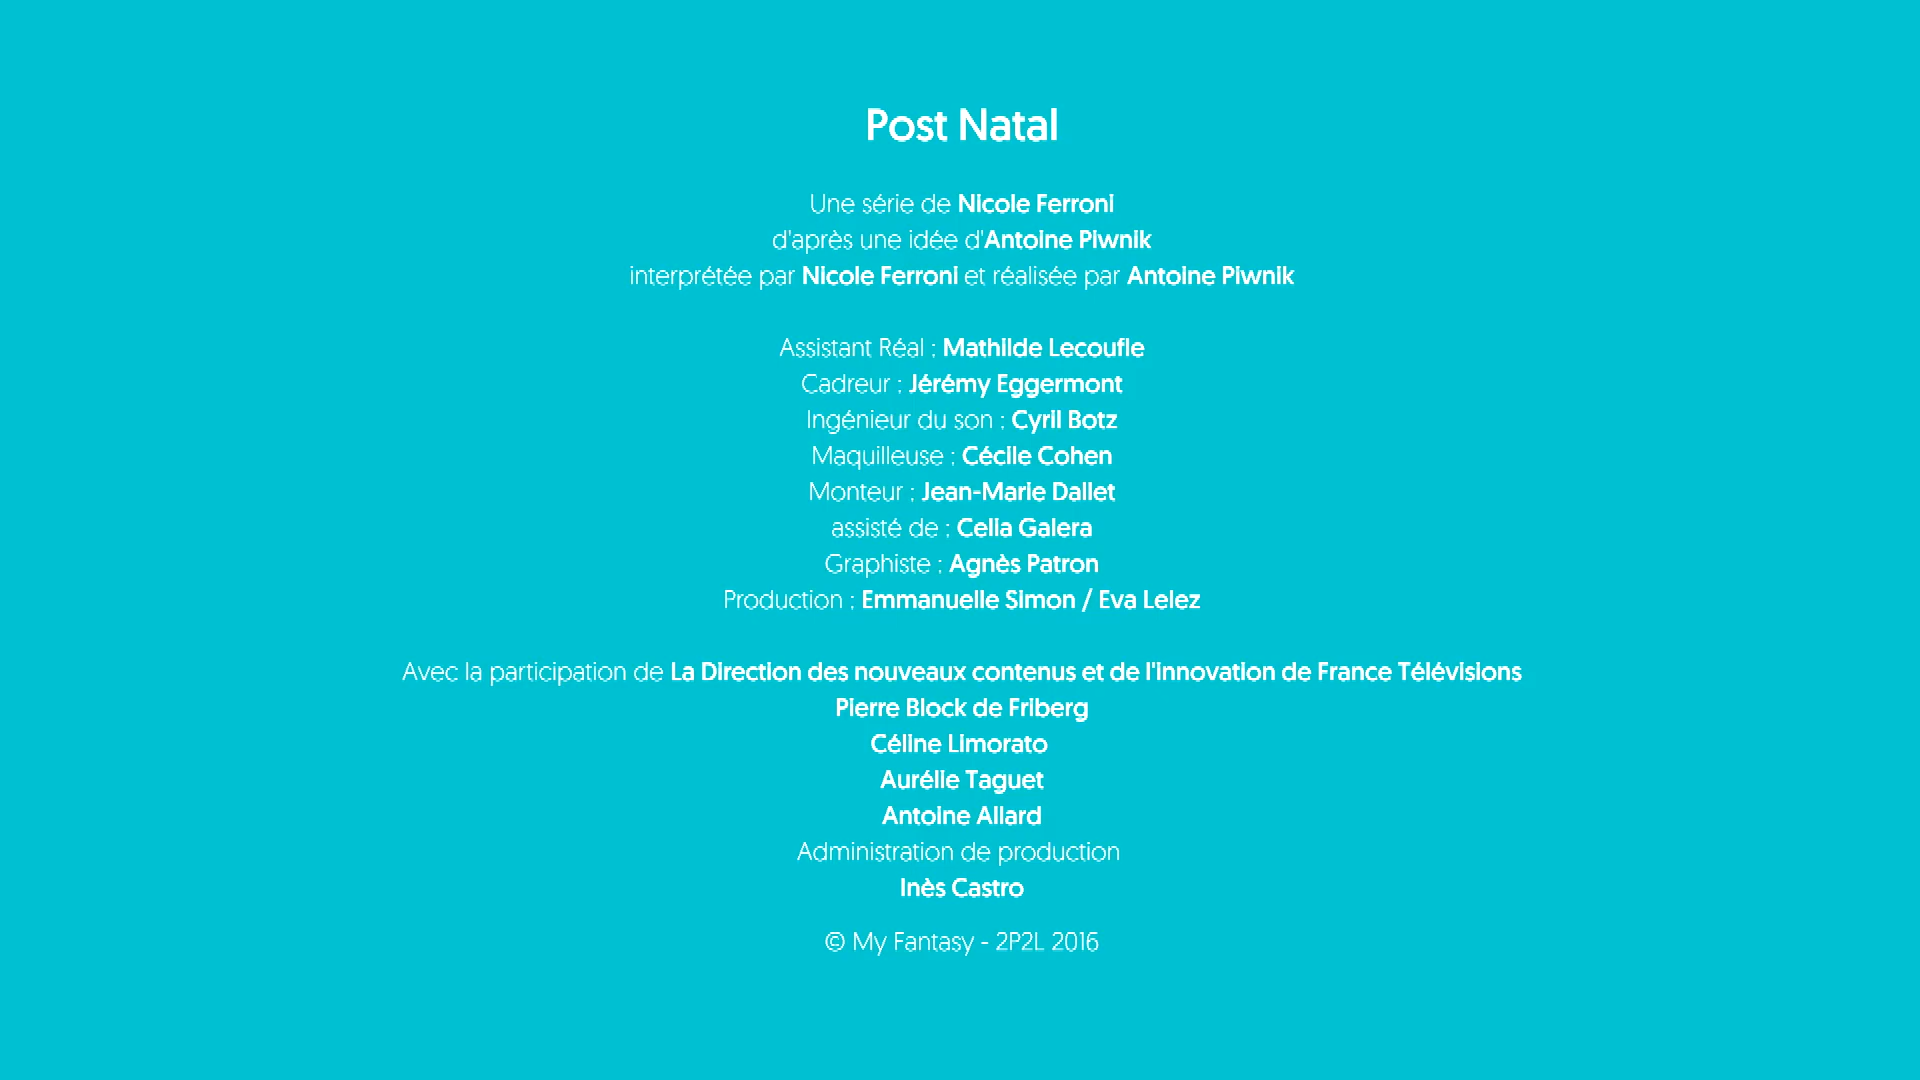 Post Natal
Une série de Nicole Ferroni
d'après une idée d'Antoine Piwnik
interprétée par Nicole Ferroni et réalisée par Antoine Piwnik
Assistant Réal : Mathilde Lecoufle
Cadreur : Jérémy Eggermont
Ingénieur du son : Cyril Botz
Maquilleuse : Cécile Cohen
Monteur : Jean-Marie Dallet
assisté de : Celia Galera
Graphiste : Agnès Patron
Production : Emmanuelle Simon / Eva Lelez
Avec la participation de La Direction des nouveaux contenus et de l'innovation de France Télévisions
Pierre Block de Friberg
Céline Limorato
Aurélie Taguet
Antoine Allard
Administration de production
Inès Castro
© My Fantasy - 2P2L 2016